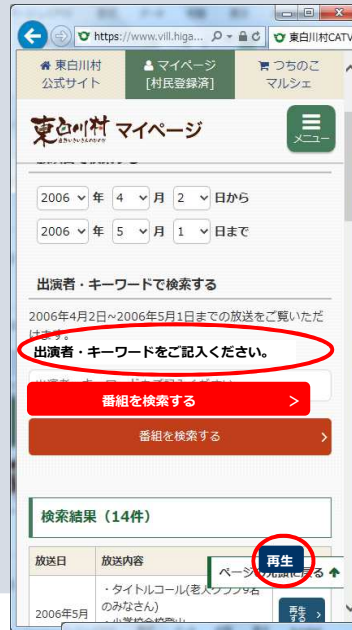 https://www.vill.higa...
東白川村CATV
東白川村
公式サイト
マイページ
[村民登録済]
つちのこ
マルシェ
東白川村 マイページ
メニュー
2006 年 4 月 2 日から
2006 年 5 月 1 日まで
出演者・キーワードで検索する
2006年4月2日~2006年5月1日までの放送をご覧いただ
けます。
出演者・キーワードをご記入ください。
番組を検索する >
番組を検索する >
検索結果（14件）
放送日 放送内容
再生
ページの先頭に戻る
・タイトルコール(老人クラブ9名
のみなさん)
2006年5月
再生
する >